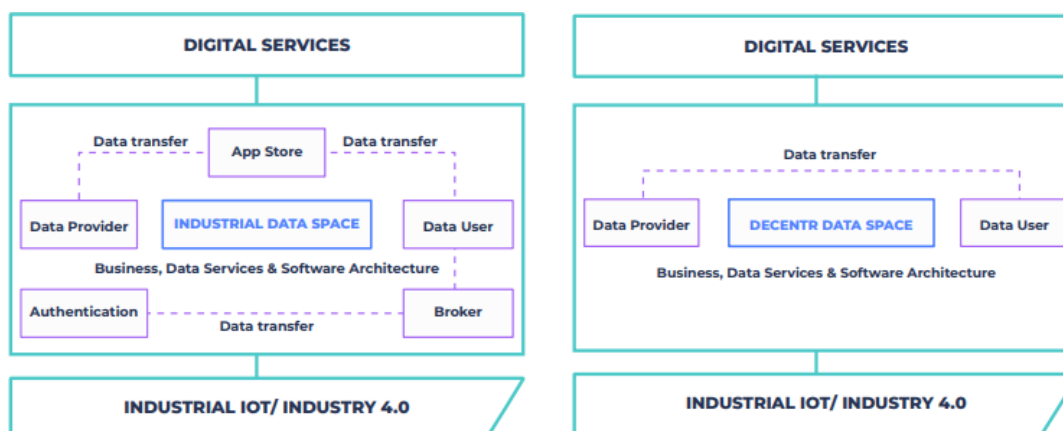 DIGITAL SERVICES
Data transfer
App Store
Data transfer
Data Provider
INDUSTRIAL DATA SPACE
Data User
Business, Data Services & Software Architecture
Authentication
Data transfer
Broker
INDUSTRIAL IOT/ INDUSTRY 4.0
DIGITAL SERVICES
Data transfer
Data Provider
DECENTR DATA SPACE
Data User
Business, Data Services & Software Architecture
INDUSTRIAL IOT/ INDUSTRY 4.0